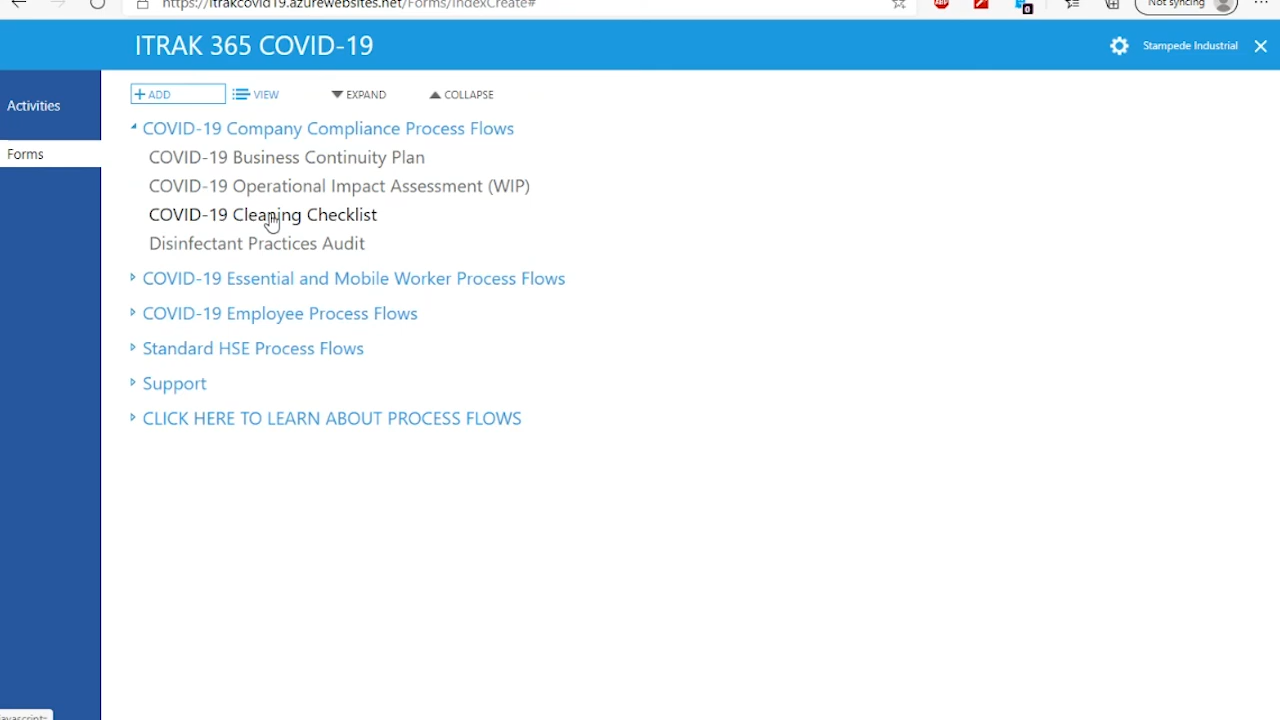 https://itrakcovid19.azurewebsites.net/Forms/IndexCreate#
Not syncing
ITRAK 365 COVID-19
Stampede Industrial
Activities
Forms
ADD
VIEW
EXPAND
COLLAPSE
COVID-19 Company Compliance Process Flows
COVID-19 Business Continuity Plan
COVID-19 Operational Impact Assessment (WIP)
COVID-19 Cleaning Checklist
Disinfectant Practices Audit
COVID-19 Essential and Mobile Worker Process Flows
COVID-19 Employee Process Flows
Standard HSE Process Flows
Support
CLICK HERE TO LEARN ABOUT PROCESS FLOWS